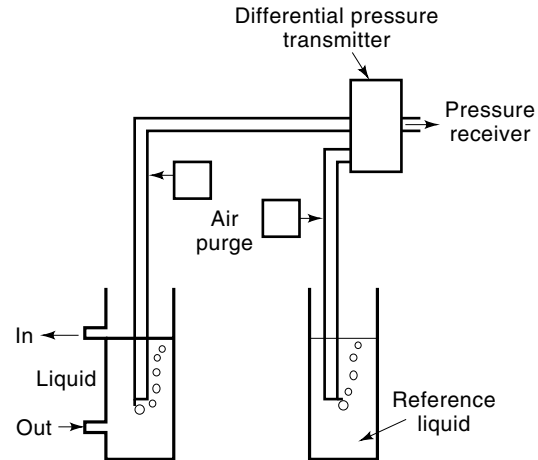 Differential pressure
transmitter
Pressure
receiver
Air
purge
In
Liquid
Out
Reference
liquid